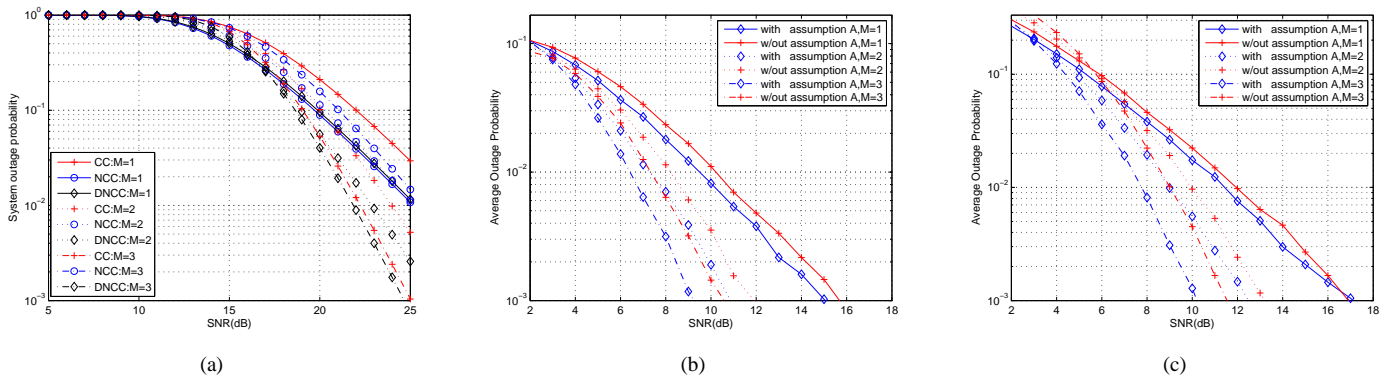 10^0
10^-1
10^-2
10^-3
System outage probability
CC:M=1
NCC:M=1
DNCC:M=1
CC:M=2
NCC:M=2
DNCC:M=2
CC:M=3
NCC:M=3
DNCC:M=3
5 10 15 20 25
SNR(dB)
(a)
10^-1
10^-2
10^-3
Average Outage Probability
with assumption A,M=1
w/out assumption A,M=1
with assumption A,M=2
w/out assumption A,M=2
with assumption A,M=3
w/out assumption A,M=3
2 4 6 8 10 12 14 16 18
SNR(dB)
(b)
10^-1
10^-2
10^-3
Average Outage Probability
with assumption A,M=1
w/out assumption A,M=1
with assumption A,M=2
w/out assumption A,M=2
with assumption A,M=3
w/out assumption A,M=3
2 4 6 8 10 12 14 16 18
SNR(dB)
(c)